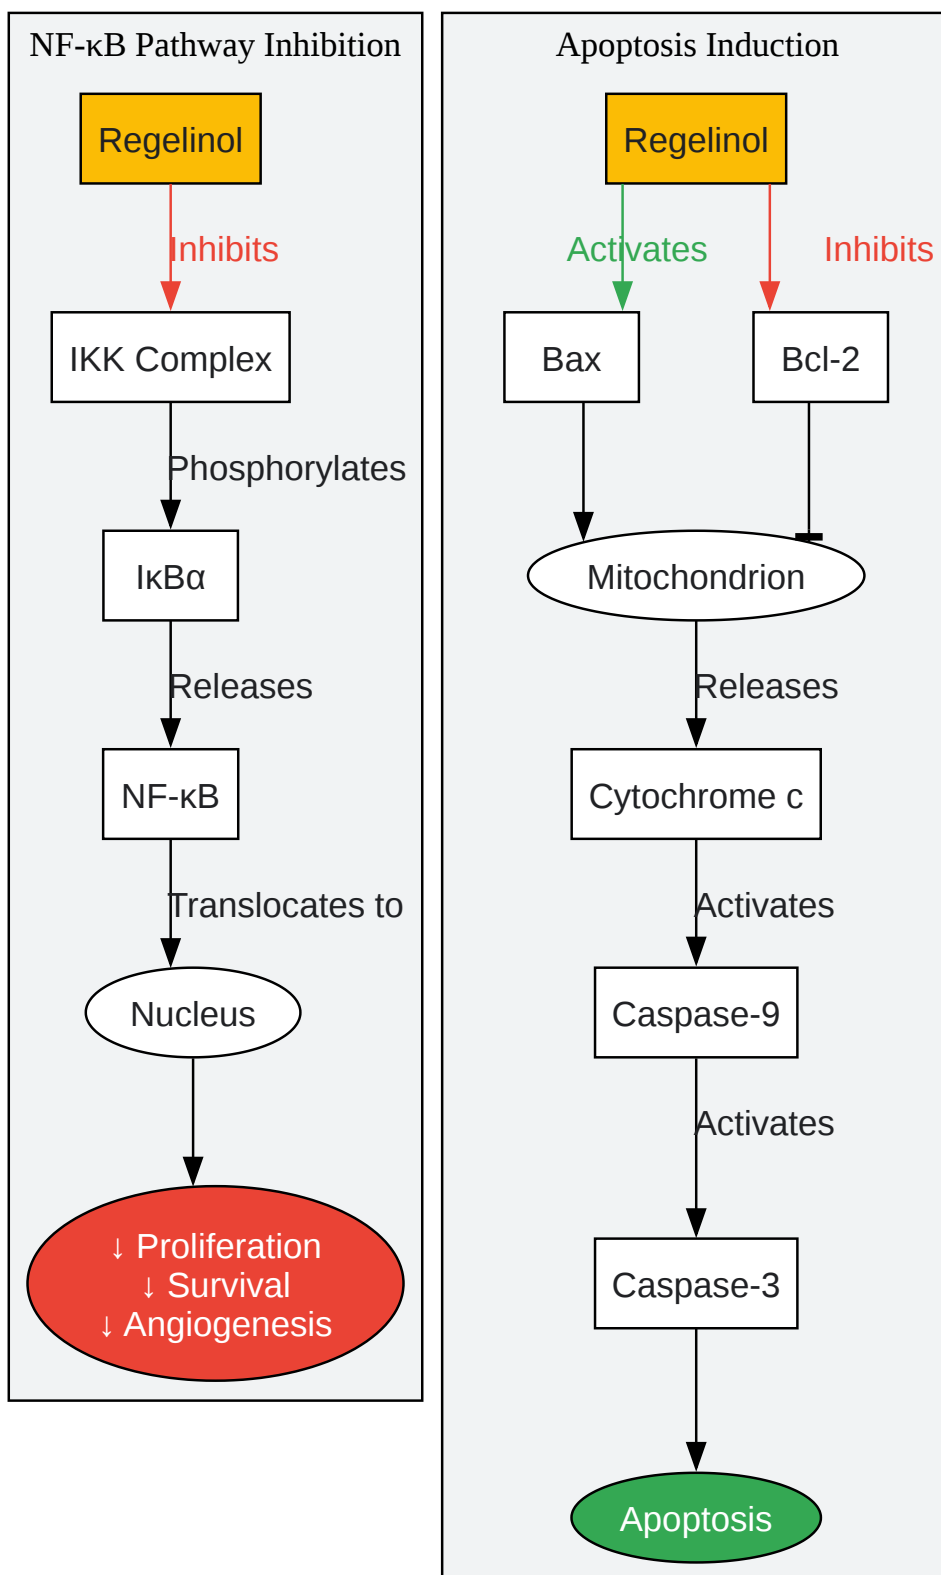 NF-κB Pathway Inhibition
Regelinol
Inhibits
IKK Complex
Phosphorylates
IκBα
Releases
NF-κB
Translocates to
Nucleus
↓ Proliferation
↓ Survival
↓ Angiogenesis
Apoptosis Induction
Regelinol
Activates
Inhibits
Bax
Bcl-2
Mitochondrion
Releases
Cytochrome c
Activates
Caspase-9
Activates
Caspase-3
Apoptosis